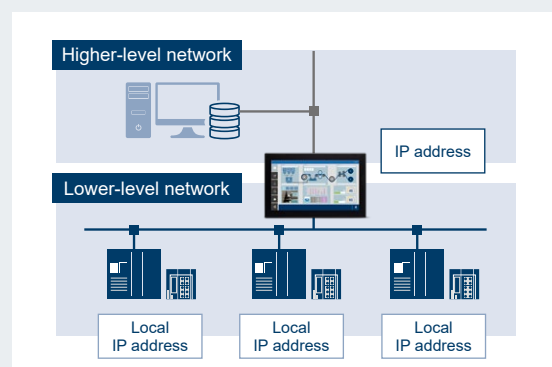 Higher-level network
IP address
Lower-level network
Local
IP address
Local
IP address
Local
IP address